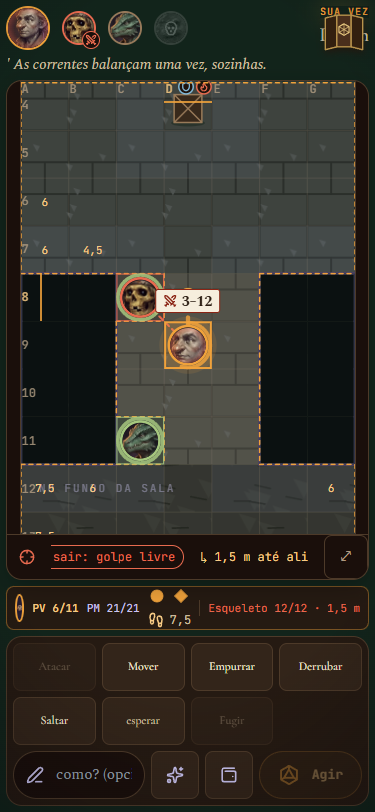 SUA VEZ
' As correntes balançam uma vez, sozinhas.
A B C D E F G
4
5
6 6
7 6 4,5
8 3–12
9
10
11
12 7,5 FUNDO DA SALA 6 6
7,5
sair: golpe livre ↳ 1,5 m até ali
PV 6/11 PM 21/21 7,5 Esqueleto 12/12 · 1,5 m
Atacar Mover Empurrar Derrubar
Saltar esperar Fugir
como? (opc Agir